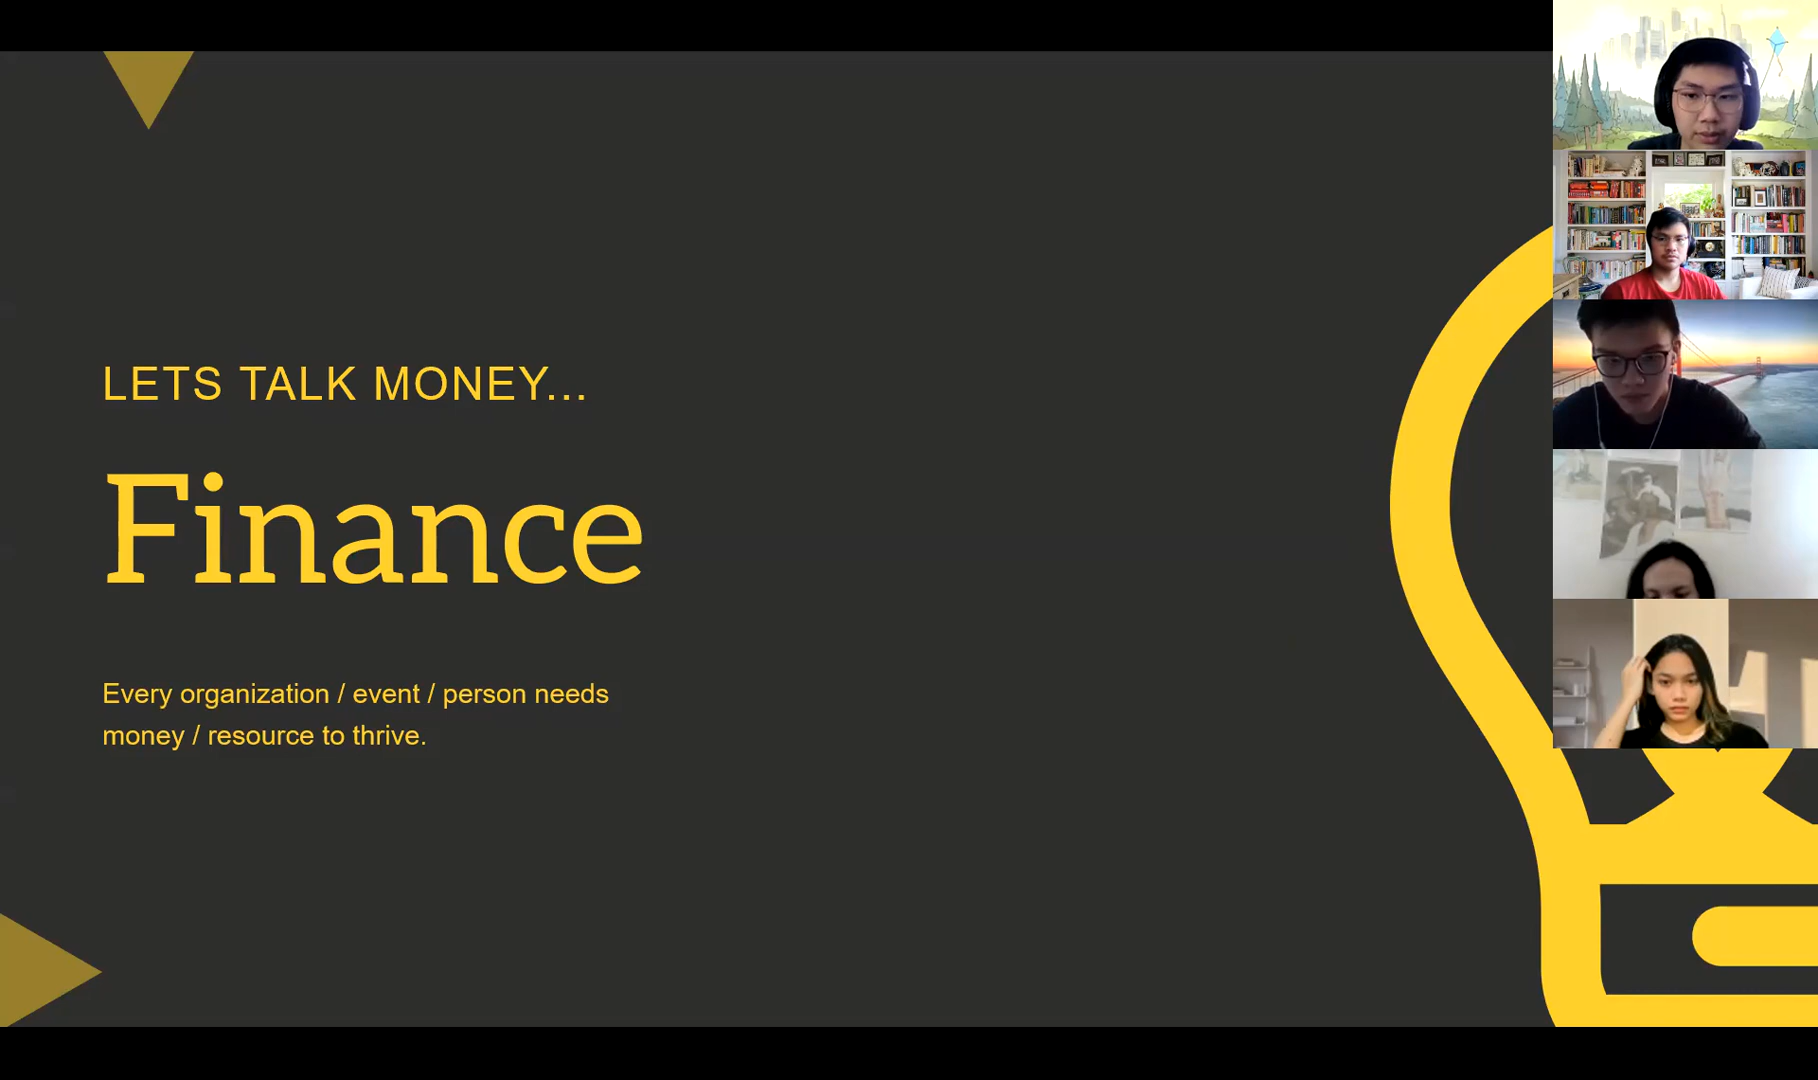 LETS TALK MONEY...
Finance
Every organization / event / person needs
money / resource to thrive.